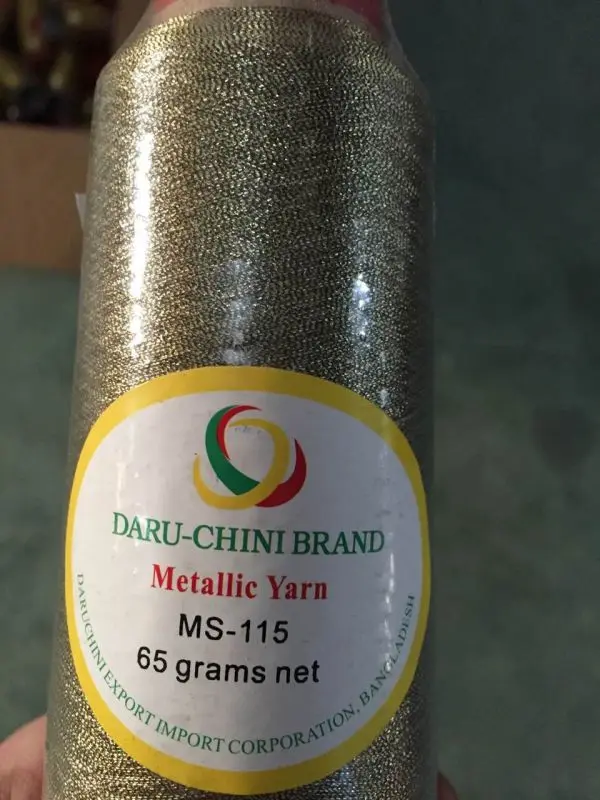 DARU-CHINI BRAND
Metallic Yarn
MS-115
65 grams net
DARUCHINI EXPORT IMPORT CORPORATION, BANGLADESH